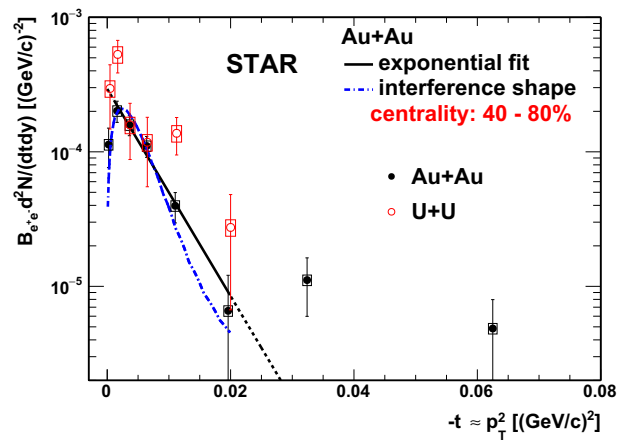 10⁻³
10⁻⁴
10⁻⁵
B_{e⁺e⁻}·d²N/(dtdy) [(GeV/c)⁻²]
STAR
Au+Au
exponential fit
interference shape
centrality: 40 - 80%
Au+Au
U+U
0 0.02 0.04 0.06 0.08
-t ≈ p_T² [(GeV/c)²]